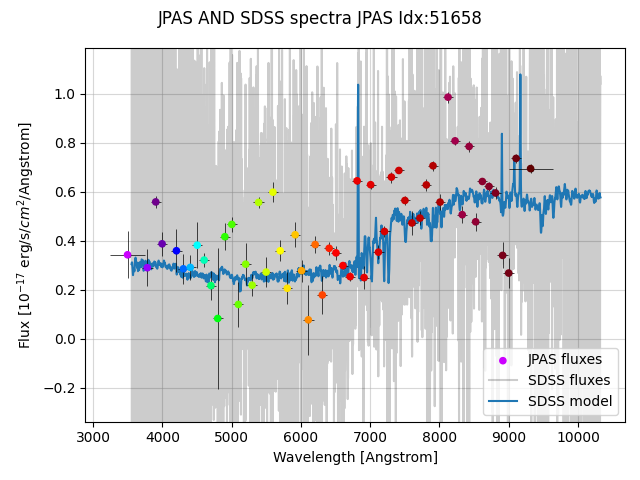 JPAS AND SDSS spectra JPAS Idx:51658
Flux [10⁻¹⁷ erg/s/cm²/Angstrom]
1.0
0.8
0.6
0.4
0.2
0.0
−0.2
JPAS fluxes
SDSS fluxes
SDSS model
3000 4000 5000 6000 7000 8000 9000 10000
Wavelength [Angstrom]